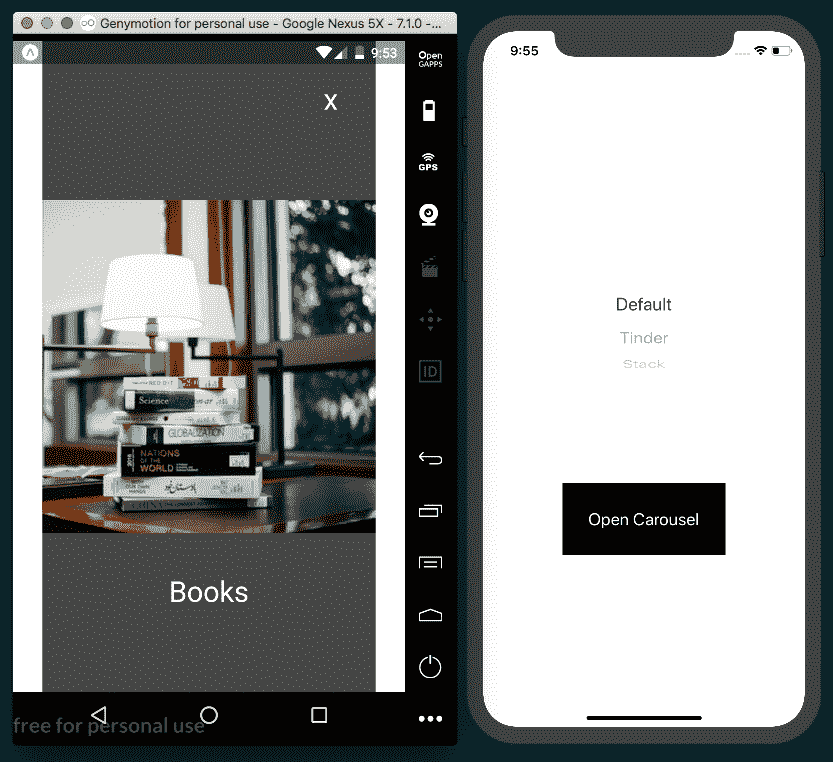 Genymotion for personal use - Google Nexus 5X - 7.1.0 -...
9:53
Open
GAPPS
X
GPS
ID
Science
GLOBALIZATION
NATIONS
OF THE
WORLD
Books
free for personal use
9:55
Default
Tinder
Stack
Open Carousel